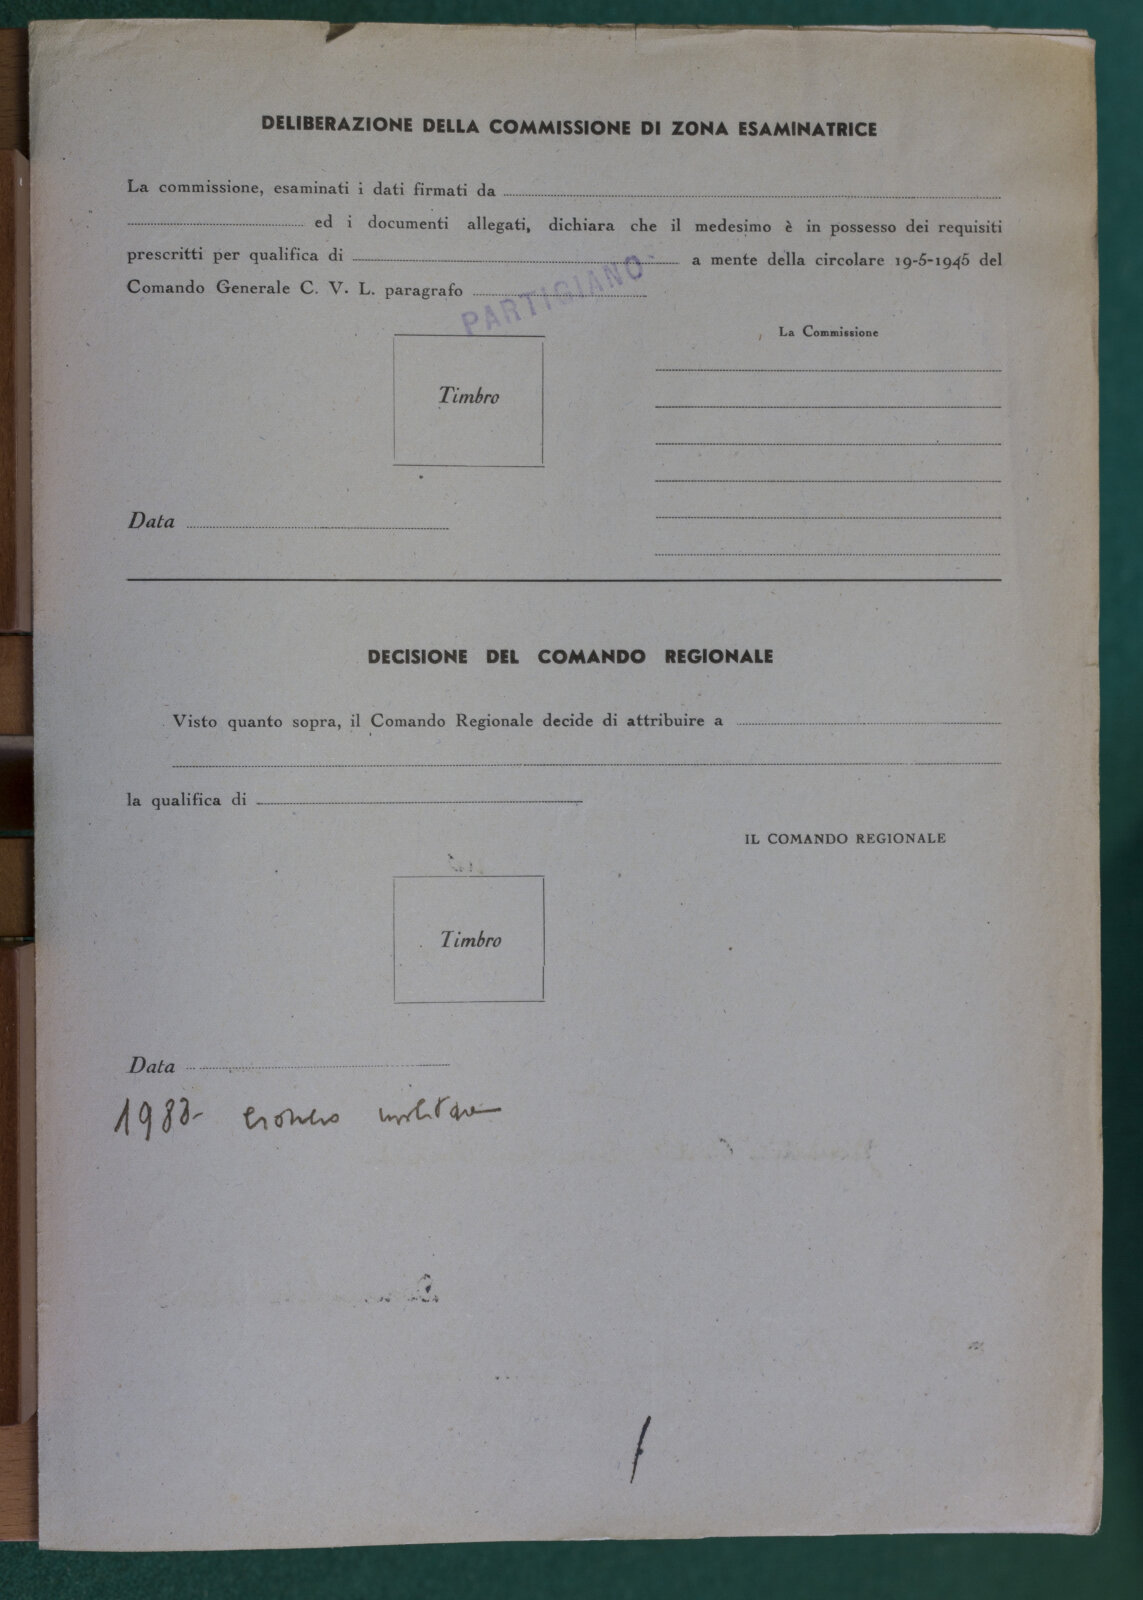 DELIBERAZIONE DELLA COMMISSIONE DI ZONA ESAMINATRICE
La commissione, esaminati i dati firmati da
ed i documenti allegati, dichiara che il medesimo è in possesso dei requisiti
prescritti per qualifica di a mente della circolare 19-5-1945 del
Comando Generale C. V. L. paragrafo
PARTIGIANO
La Commissione
Timbro
Data
DECISIONE DEL COMANDO REGIONALE
Visto quanto sopra, il Comando Regionale decide di attribuire a
la qualifica di
IL COMANDO REGIONALE
Timbro
Data
militare